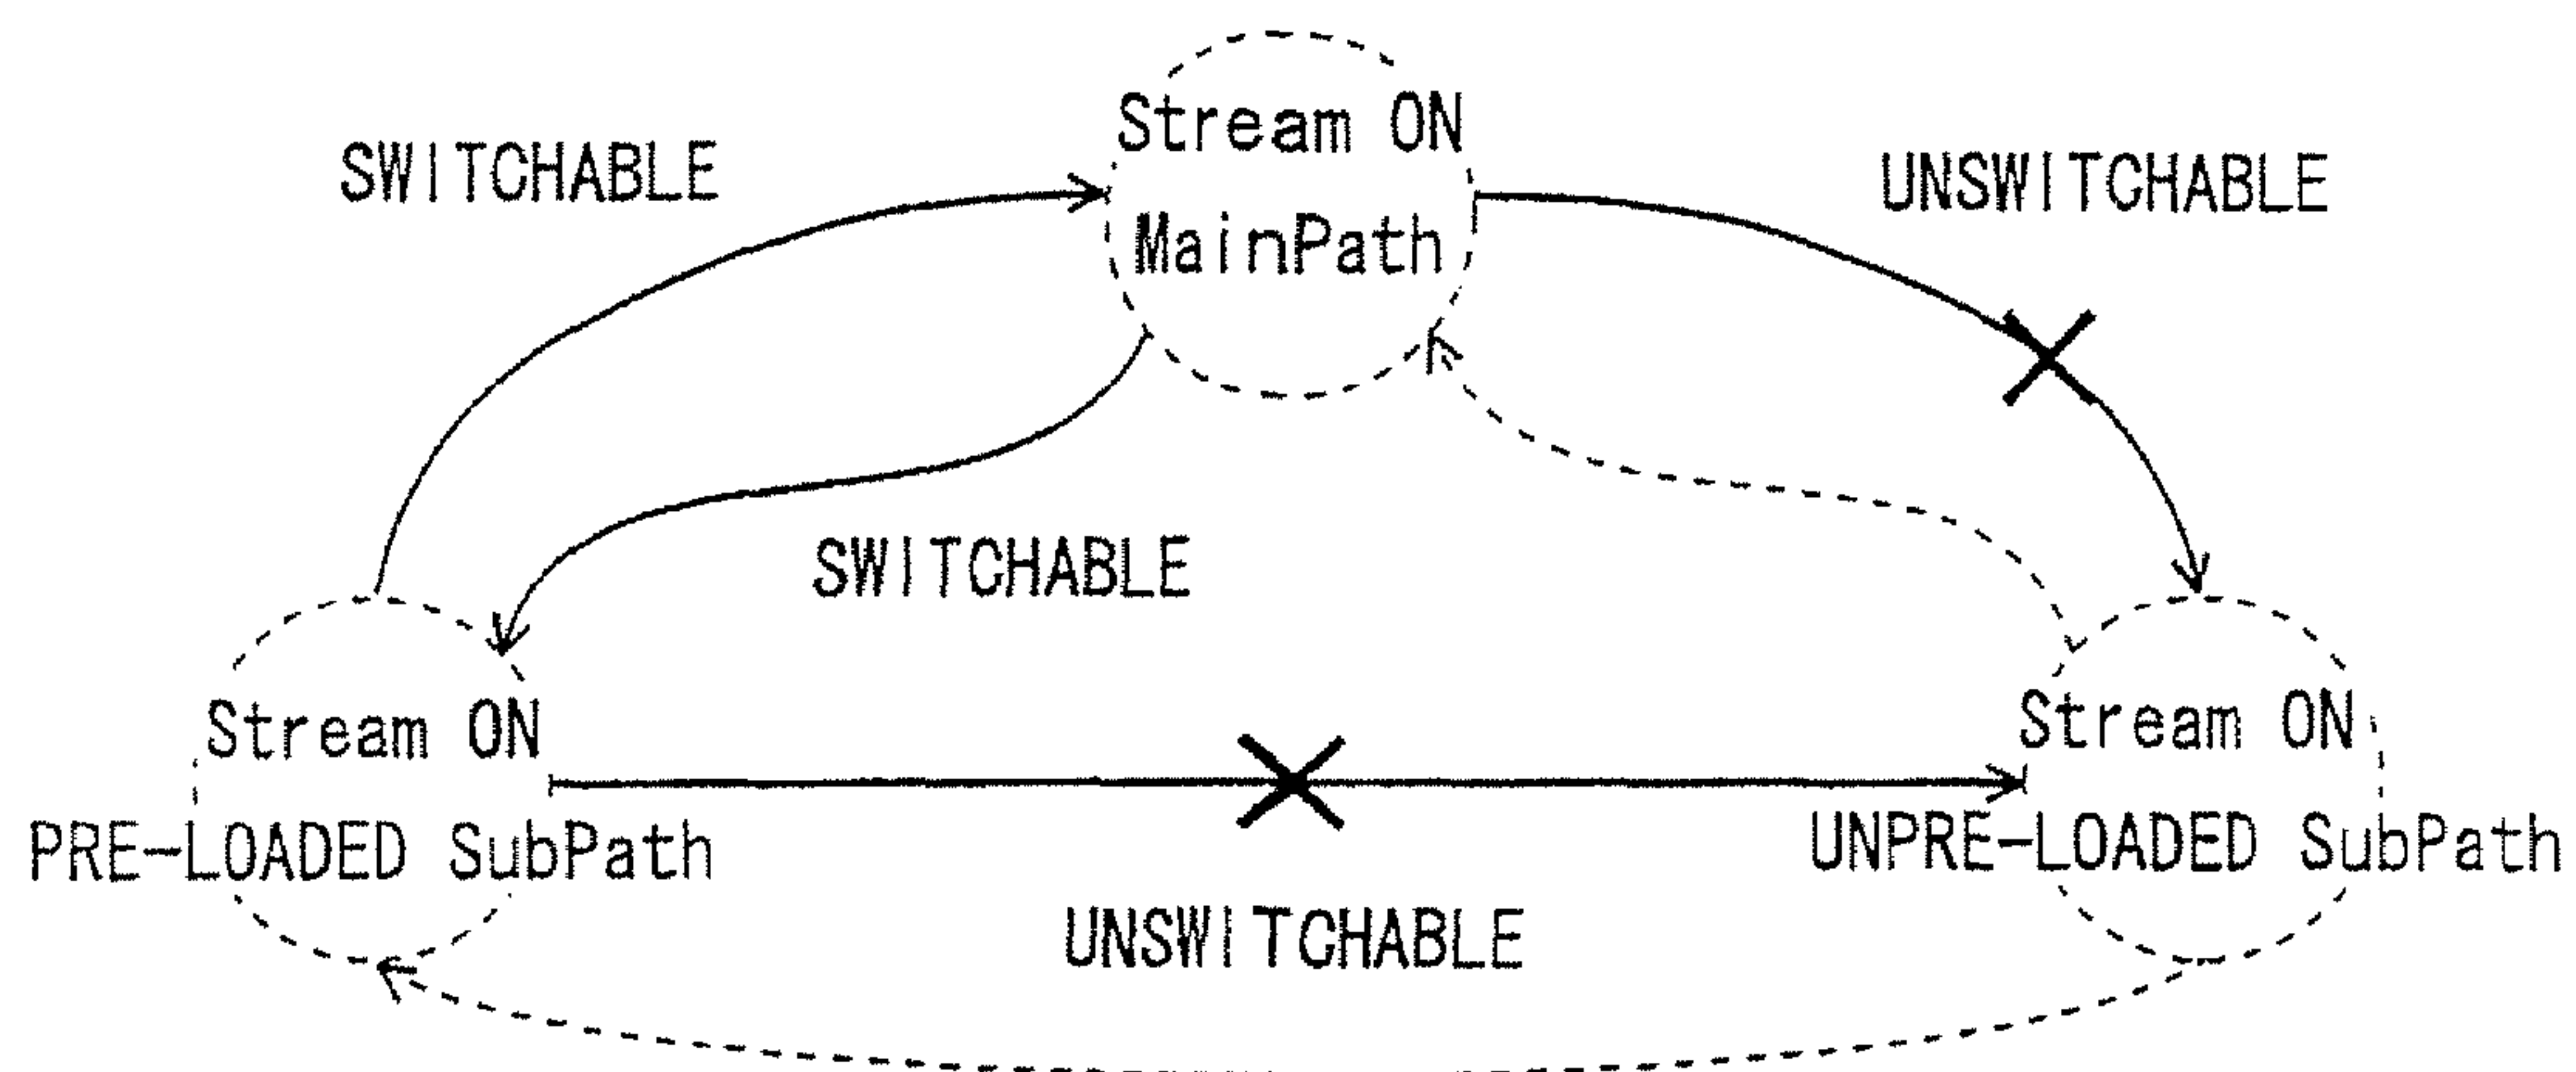 Stream ON
MainPath
SWITCHABLE
UNSWITCHABLE
SWITCHABLE
Stream ON
PRE-LOADED SubPath
Stream ON
UNPRE-LOADED SubPath
UNSWITCHABLE